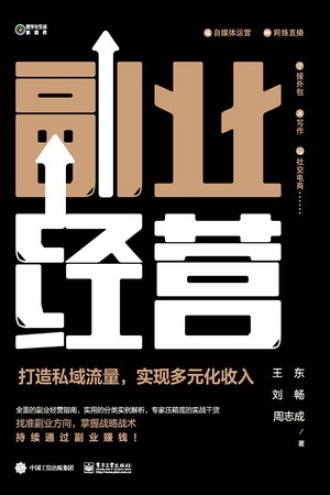 自媒体运营 网络直播
接外包
写作
社交电商……
副业
经营
打造私域流量，实现多元化收入
王 东
刘 畅
周志成
著
全面的副业经营指南，实用的分类实例解析，专家压箱底的实战干货
找准副业方向，掌握战略战术
持续通过副业赚钱！
中国工信出版集团
电子工业出版社